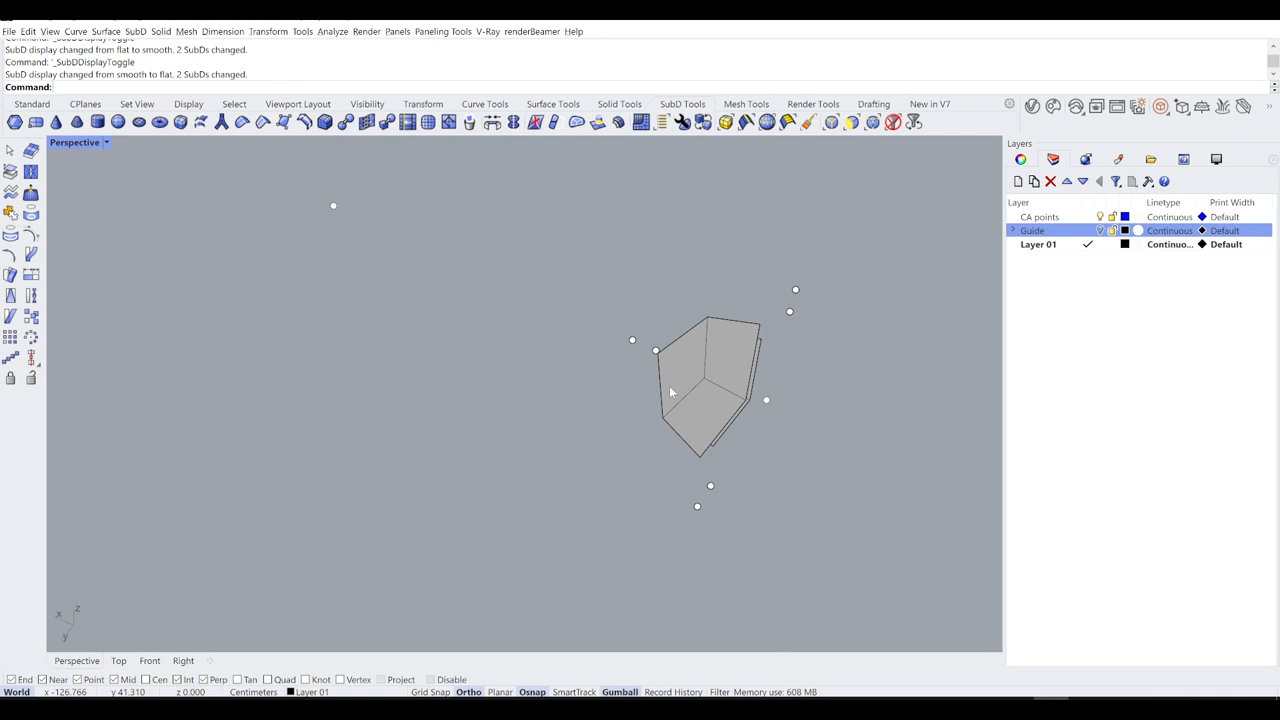 File Edit View Curve Surface SubD Solid Mesh Dimension Transform Tools Analyze Render Panels Paneling Tools V-Ray renderBeamer Help
SubD display changed from flat to smooth. 2 SubDs changed.
Command: '_SubDDisplayToggle
SubD display changed from smooth to flat. 2 SubDs changed.
Command:
Standard CPlanes Set View Display Select Viewport Layout Visibility Transform Curve Tools Surface Tools Solid Tools SubD Tools Mesh Tools Render Tools Drafting New in V7
Perspective
Layers
Layer Linetype Print Width
CA points Continuous Default
Guide Continuous Default
Layer 01 Continuo... Default
z
x
y
Perspective Top Front Right
End Near Point Mid Cen Int Perp Tan Quad Knot Vertex Project Disable
World x -126.766 y 41.310 z 0.000 Centimeters Layer 01 Grid Snap Ortho Planar Osnap SmartTrack Gumball Record History Filter Memory use: 608 MB